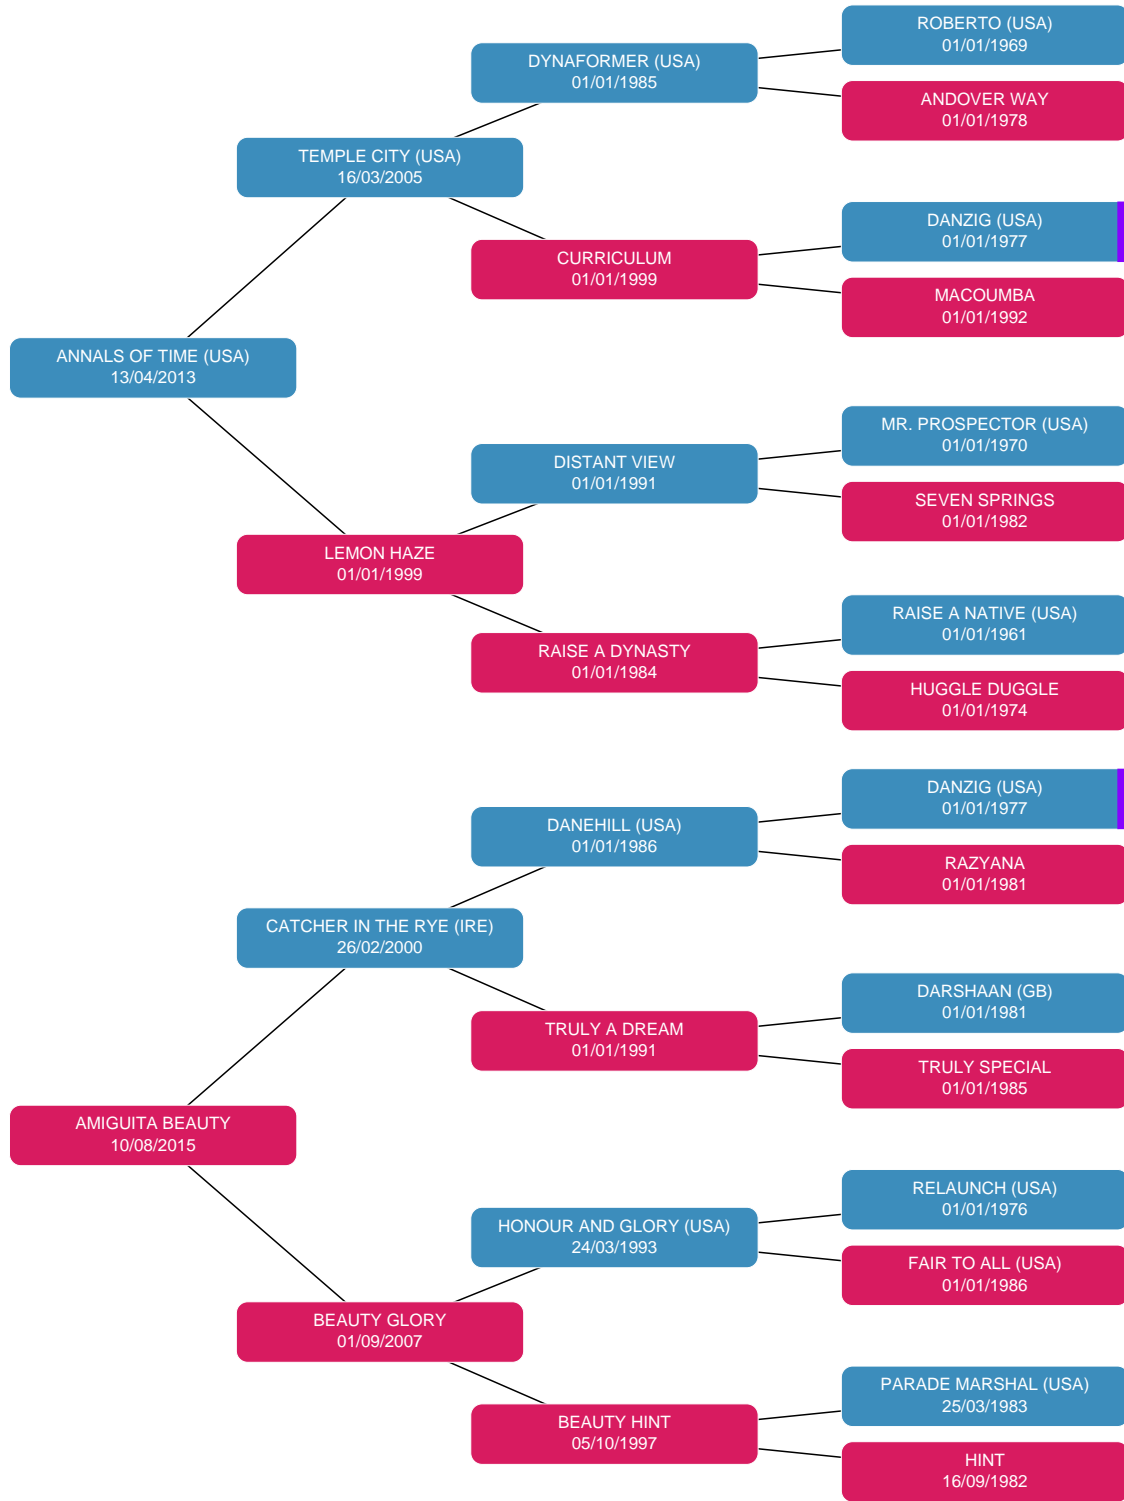 ROBERTO (USA)
01/01/1969
DYNAFORMER (USA)
01/01/1985
ANDOVER WAY
01/01/1978
TEMPLE CITY (USA)
16/03/2005
DANZIG (USA)
01/01/1977
CURRICULUM
01/01/1999
MACOUMBA
01/01/1992
ANNALS OF TIME (USA)
13/04/2013
MR. PROSPECTOR (USA)
01/01/1970
DISTANT VIEW
01/01/1991
SEVEN SPRINGS
01/01/1982
LEMON HAZE
01/01/1999
RAISE A NATIVE (USA)
01/01/1961
RAISE A DYNASTY
01/01/1984
HUGGLE DUGGLE
01/01/1974
DANZIG (USA)
01/01/1977
DANEHILL (USA)
01/01/1986
RAZYANA
01/01/1981
CATCHER IN THE RYE (IRE)
26/02/2000
DARSHAAN (GB)
01/01/1981
TRULY A DREAM
01/01/1991
TRULY SPECIAL
01/01/1985
AMIGUITA BEAUTY
10/08/2015
RELAUNCH (USA)
01/01/1976
HONOUR AND GLORY (USA)
24/03/1993
FAIR TO ALL (USA)
01/01/1986
BEAUTY GLORY
01/09/2007
PARADE MARSHAL (USA)
25/03/1983
BEAUTY HINT
05/10/1997
HINT
16/09/1982